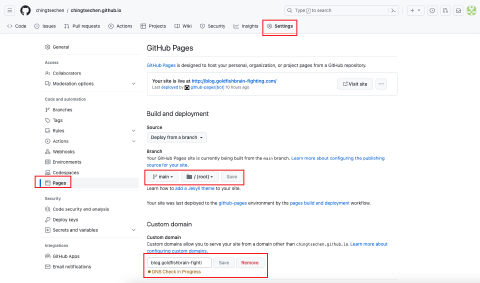 chingtsechen / chingtsechen.github.io
Type / to search
Code
Issues
Pull requests
Actions
Projects
Wiki
Security
Insights
Settings
General
Access
Collaborators
Moderation options
Code and automation
Branches
Tags
Rules
Actions
Webhooks
Environments
Codespaces
Pages
Security
Code security and analysis
Deploy keys
Secrets and variables
Integrations
GitHub Apps
Email notifications
GitHub Pages
GitHub Pages is designed to host your personal, organization, or project pages from a GitHub repository.
Your site is live at http://blog.goldfishbrain-fighting.com/
Last deployed by github-pages[bot] 10 hours ago
Visit site
Build and deployment
Source
Deploy from a branch
Branch
Your GitHub Pages site is currently being built from the main branch. Learn more about configuring the publishing
source for your site.
main
/ (root)
Save
Learn how to add a Jekyll theme to your site.
Your site was last deployed to the github-pages environment by the pages build and deployment workflow.
Custom domain
Custom domain
Custom domains allow you to serve your site from a domain other than chingtsechen.github.io. Learn more about
configuring custom domains.
blog.goldfishbrain-fighti
Save
Remove
DNS Check in Progress